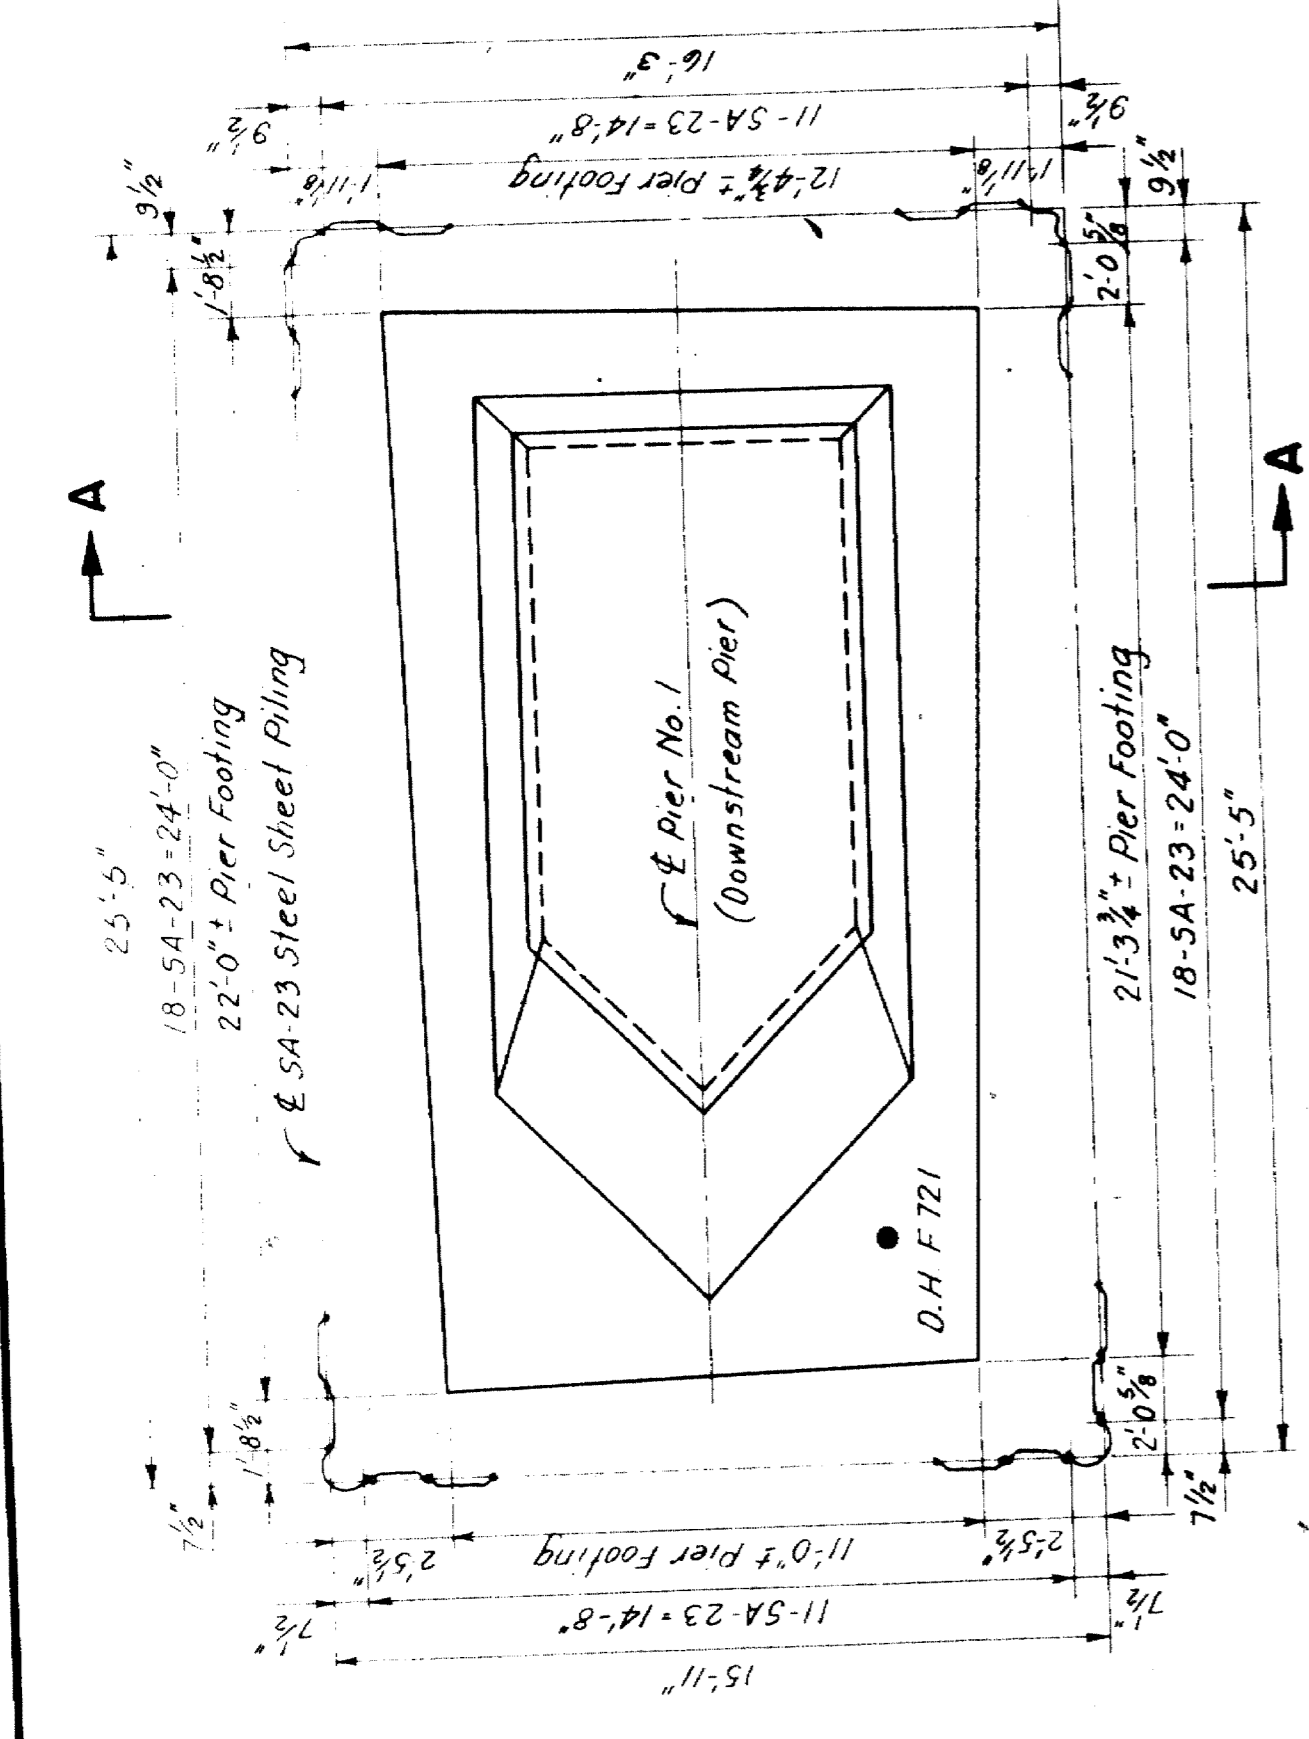 16'-3"
9½"
11-SA-23=14'-8"
9½"
1'-11⅛"
12'-4¾" ± Pier Footing
1'-11⅛"
9½"
1'-8½"
9½"
2'-0⅝"
A
A
25'-5"
18-SA-23=24'-0"
22'-0" ± Pier Footing
℄ SA-23 Steel Sheet Piling
℄ Pier No. 1
(Downstream Pier)
D.H. F721
21'-3¾" ± Pier Footing
18-SA-23=24'-0"
25'-5"
7½"
1'-8½"
2'-0⅝"
7½"
2'-5½"
11'-0" ± Pier Footing
2'-5½"
7½"
11-SA-23=14'-8"
7½"
15'-11"